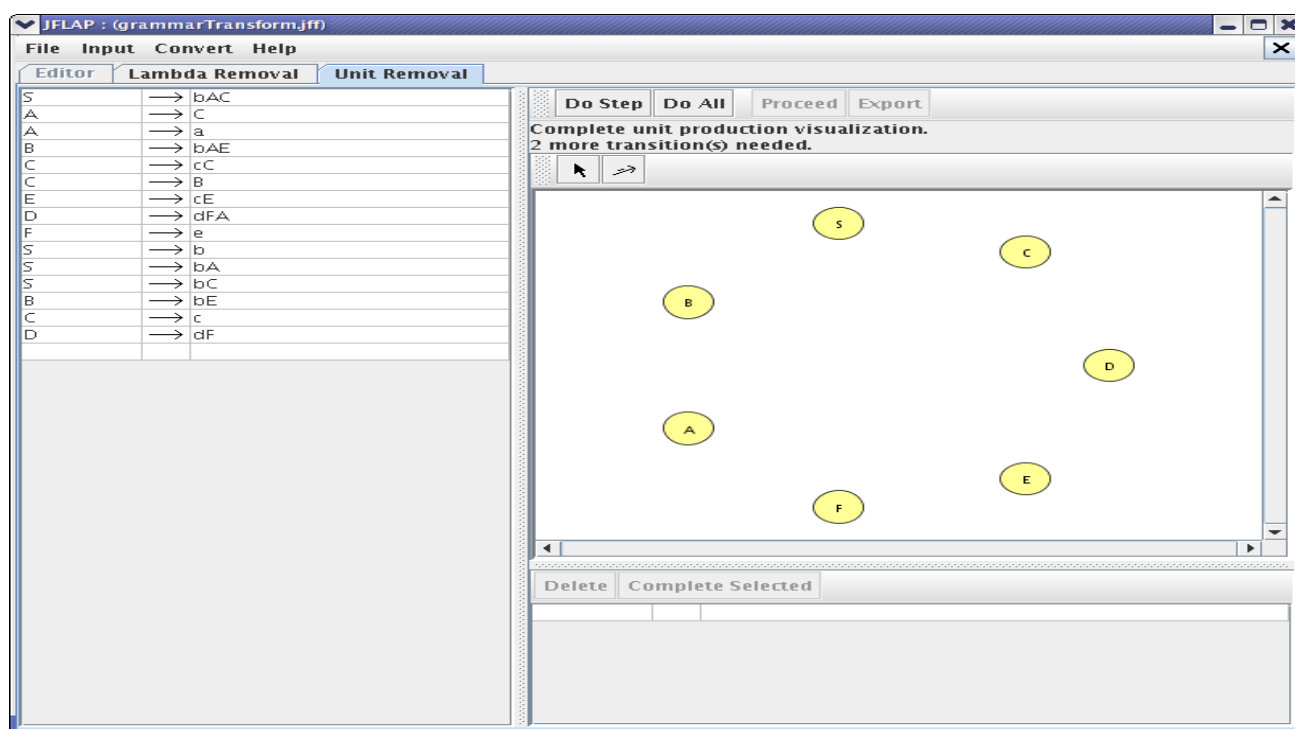 JFLAP : (grammarTransform.jff)
File Input Convert Help
Editor Lambda Removal Unit Removal
S → bAC
A → C
A → a
B → bAE
C → cC
C → B
E → cE
D → dFA
F → e
S → b
S → bA
S → bC
B → bE
C → c
D → dF
Do Step Do All Proceed Export
Complete unit production visualization.
2 more transition(s) needed.
S
C
B
D
A
E
F
Delete Complete Selected